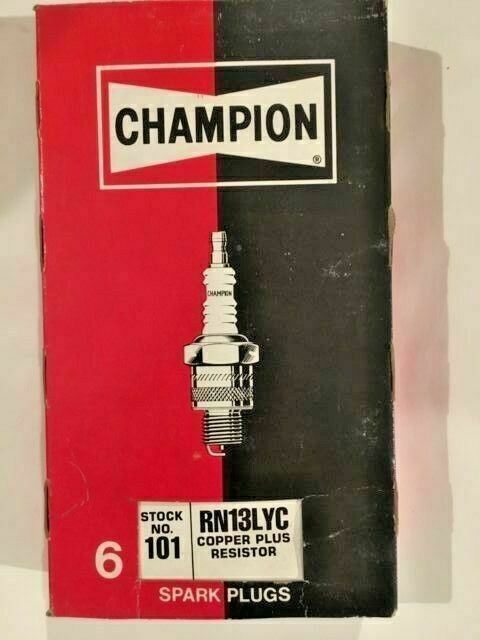 CHAMPION
®
CHAMPION
STOCK
NO.
101
RN13LYC
COPPER PLUS
RESISTOR
6
SPARK PLUGS